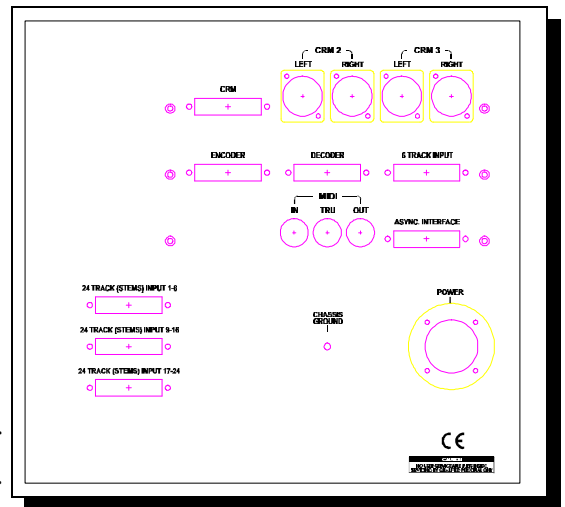 CRM 2 CRM 3
LEFT RIGHT LEFT RIGHT
CRM
ENCODER DECODER 6 TRACK INPUT
MIDI
IN TRU OUT
ASYNC. INTERFACE
24 TRACK (STEMS) INPUT 1-8
POWER
CHASSIS
GROUND
24 TRACK (STEMS) INPUT 9-16
24 TRACK (STEMS) INPUT 17-24
CE
CAUTION